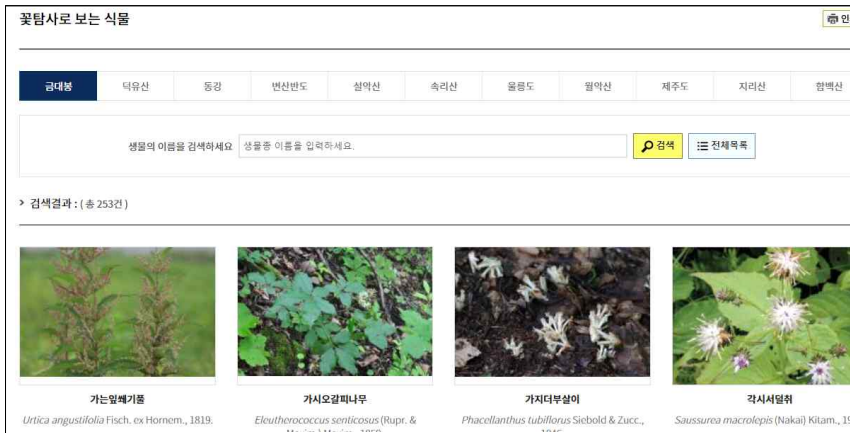 꽃탐사로 보는 식물
금대봉 덕유산 동강 변산반도 설악산 속리산 울릉도 월악산 제주도 지리산 함백산
생물의 이름을 검색하세요 생물종 이름을 입력하세요. 검색 전체목록
검색결과 : ( 총 253건 )
가는잎쐐기풀 가시오갈피나무 가지더부살이 각시서덜취
Urtica angustifolia Fisch. ex Hornem., 1819. Eleutherococcus senticosus (Rupr. & Phacellanthus tubiflorus Siebold & Zucc., Saussurea macrolepis (Nakai) Kitam.,